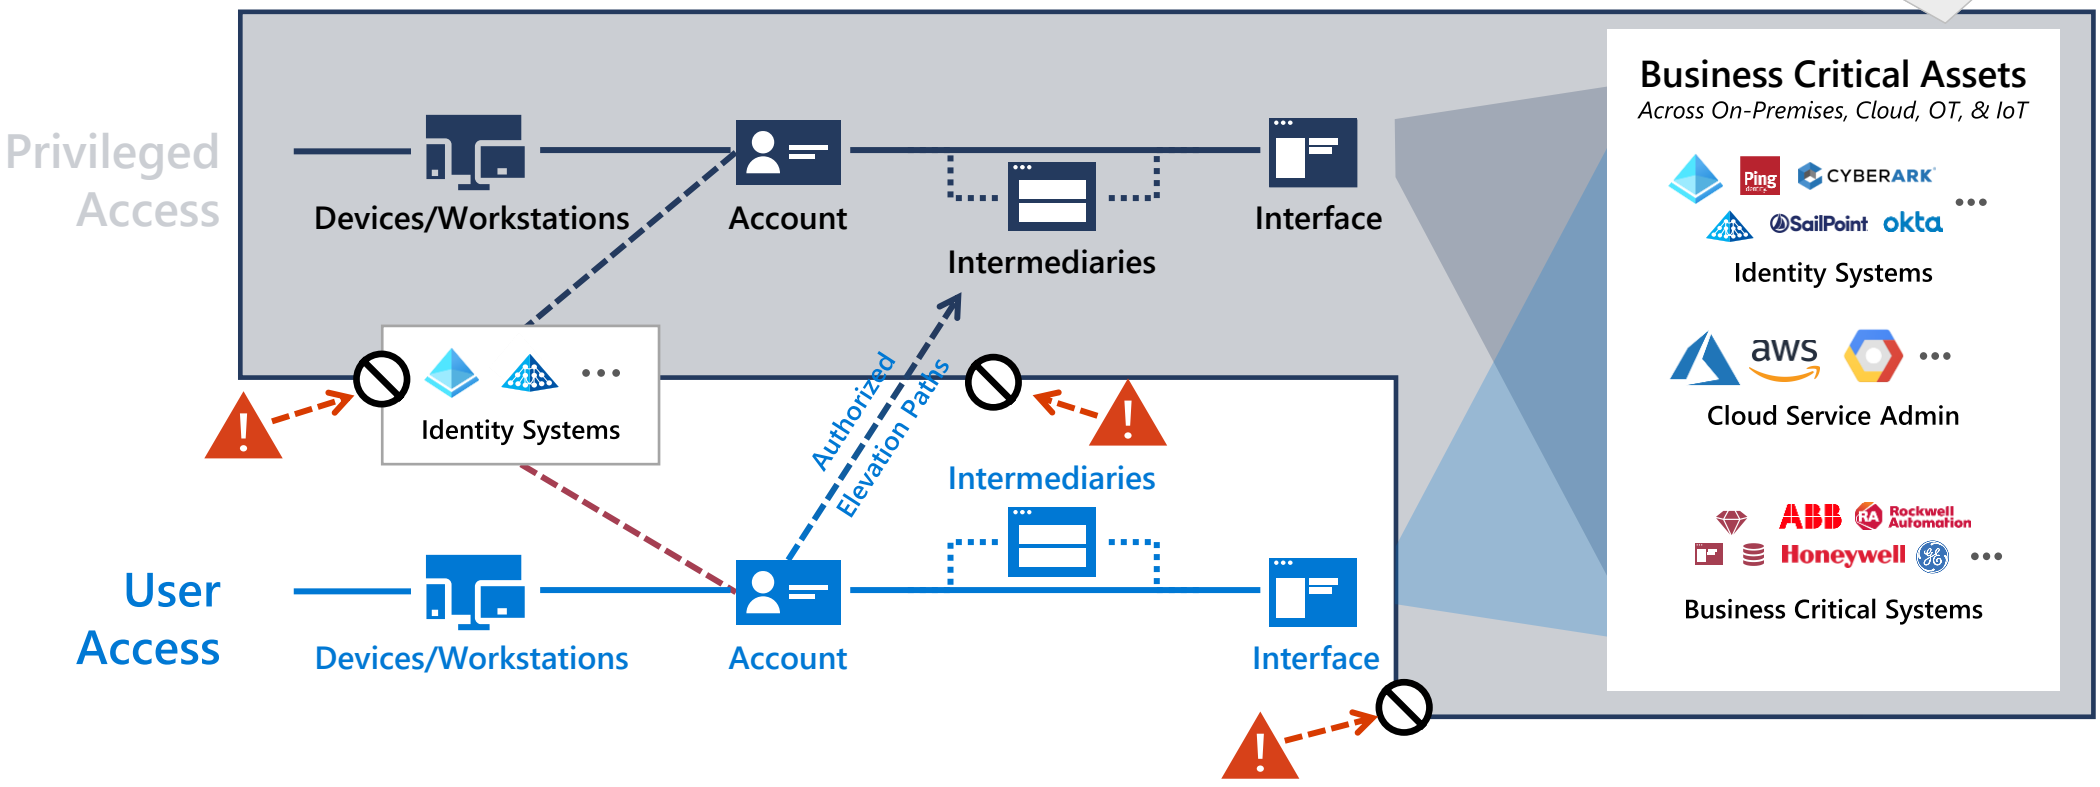 Business Critical Assets
Across On-Premises, Cloud, OT, & IoT
Privileged
Access
Devices/Workstations
Account
Intermediaries
Interface
Ping
CYBERARK
SailPoint
okta
Identity Systems
aws
Cloud Service Admin
ABB
RA
Rockwell
Automation
Honeywell
GE
Business Critical Systems
Identity Systems
Authorized
Elevation Paths
User
Access
Devices/Workstations
Account
Intermediaries
Interface